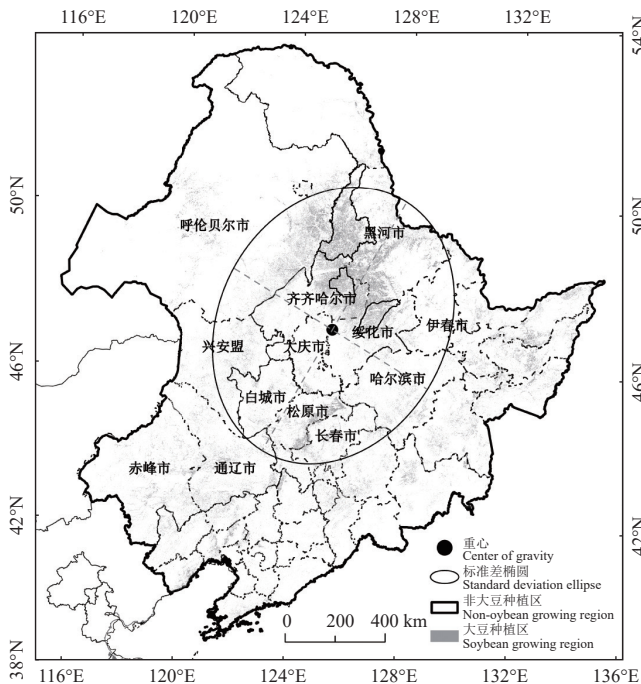 116°E 120°E 125°E 128°E 132°E
54°N
50°N
50°N
呼伦贝尔市
黑河市
齐齐哈尔市
兴安盟
大庆市
绥化市
伊春市
46°N
46°N
白城市
哈尔滨市
松原市
长春市
赤峰市
通辽市
42°N
42°N
重心
Center of gravity
标准差椭圆
Standard deviation ellipse
非大豆种植区
Non-oybean growing region
大豆种植区
Soybean growing region
0 200 400 km
38°N
116°E 120°E 124°E 128°E 132°E 136°E